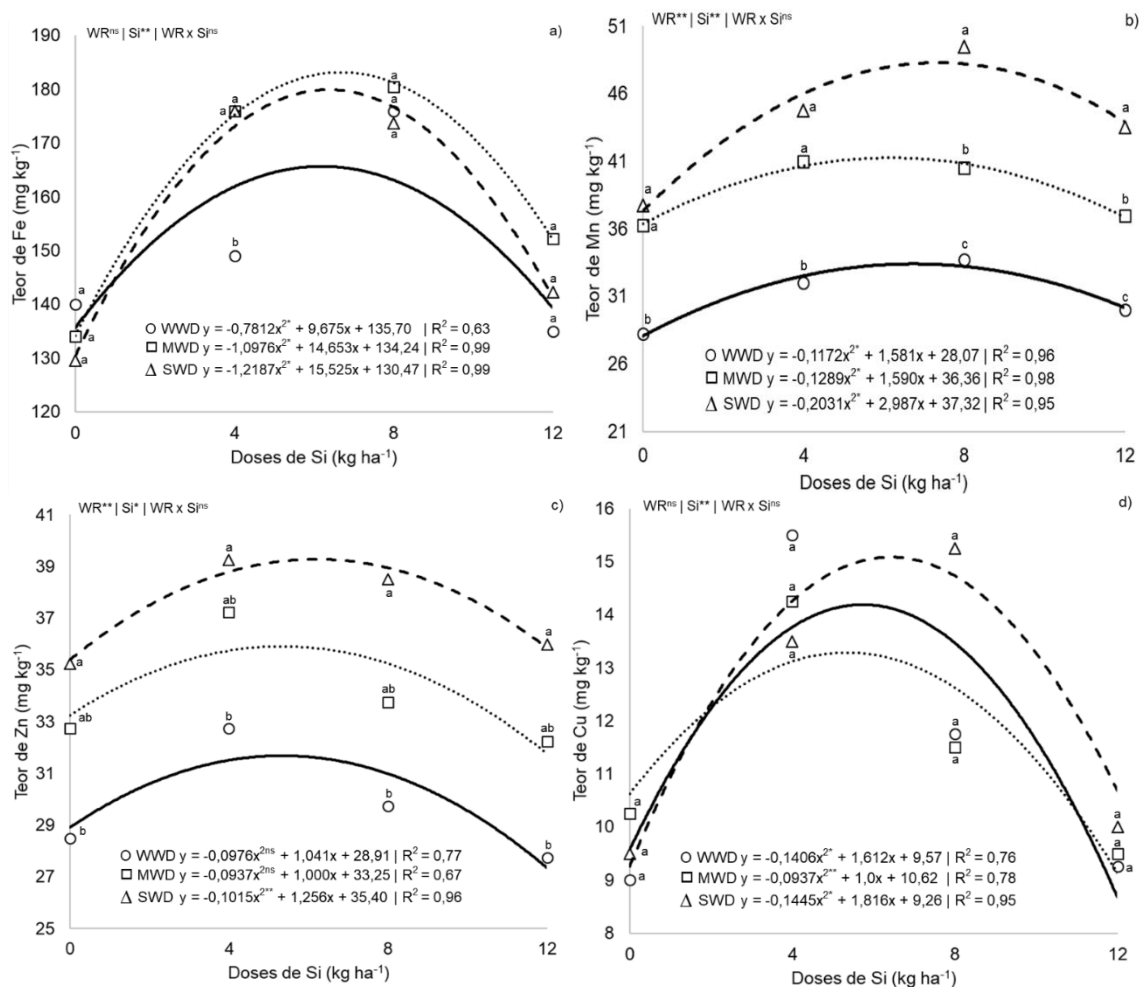 WRⁿˢ | Si** | WR x Siⁿˢ
a)
190
180
170
160
150
140
130
120
Teor de Fe (mg kg⁻¹)
a
a
a
b
a
a
a
a
a
a
a
a
○ WWD y = -0,7812x²* + 9,675x + 135,70 | R² = 0,63
□ MWD y = -1,0976x²* + 14,653x + 134,24 | R² = 0,99
Δ SWD y = -1,2187x²* + 15,525x + 130,47 | R² = 0,99
0 4 8 12
Doses de Si (kg ha⁻¹)
WR** | Si** | WR x Siⁿˢ
b)
51
46
41
36
31
26
21
Teor de Mn (mg kg⁻¹)
a
a
b
a
a
b
a
b
c
a
b
c
○ WWD y = -0,1172x²* + 1,581x + 28,07 | R² = 0,96
□ MWD y = -0,1289x²* + 1,590x + 36,36 | R² = 0,98
Δ SWD y = -0,2031x²* + 2,987x + 37,32 | R² = 0,95
0 4 8 12
Doses de Si (kg ha⁻¹)
WR** | Si* | WR x Siⁿˢ
c)
41
39
37
35
33
31
29
27
25
Teor de Zn (mg kg⁻¹)
a
ab
b
a
ab
b
a
ab
b
a
ab
b
○ WWD y = -0,0976x²ⁿˢ + 1,041x + 28,91 | R² = 0,77
□ MWD y = -0,0937x²ⁿˢ + 1,000x + 33,25 | R² = 0,67
Δ SWD y = -0,1015x²** + 1,256x + 35,40 | R² = 0,96
0 4 8 12
Doses de Si (kg ha⁻¹)
WRⁿˢ | Si** | WR x Siⁿˢ
d)
16
15
14
13
12
11
10
9
8
Teor de Cu (mg kg⁻¹)
a
a
a
a
a
a
a
a
a
a
a
a
○ WWD y = -0,1406x²* + 1,612x + 9,57 | R² = 0,76
□ MWD y = -0,0937x²** + 1,0x + 10,62 | R² = 0,78
Δ SWD y = -0,1445x²* + 1,816x + 9,26 | R² = 0,95
0 4 8 12
Doses de Si (kg ha⁻¹)